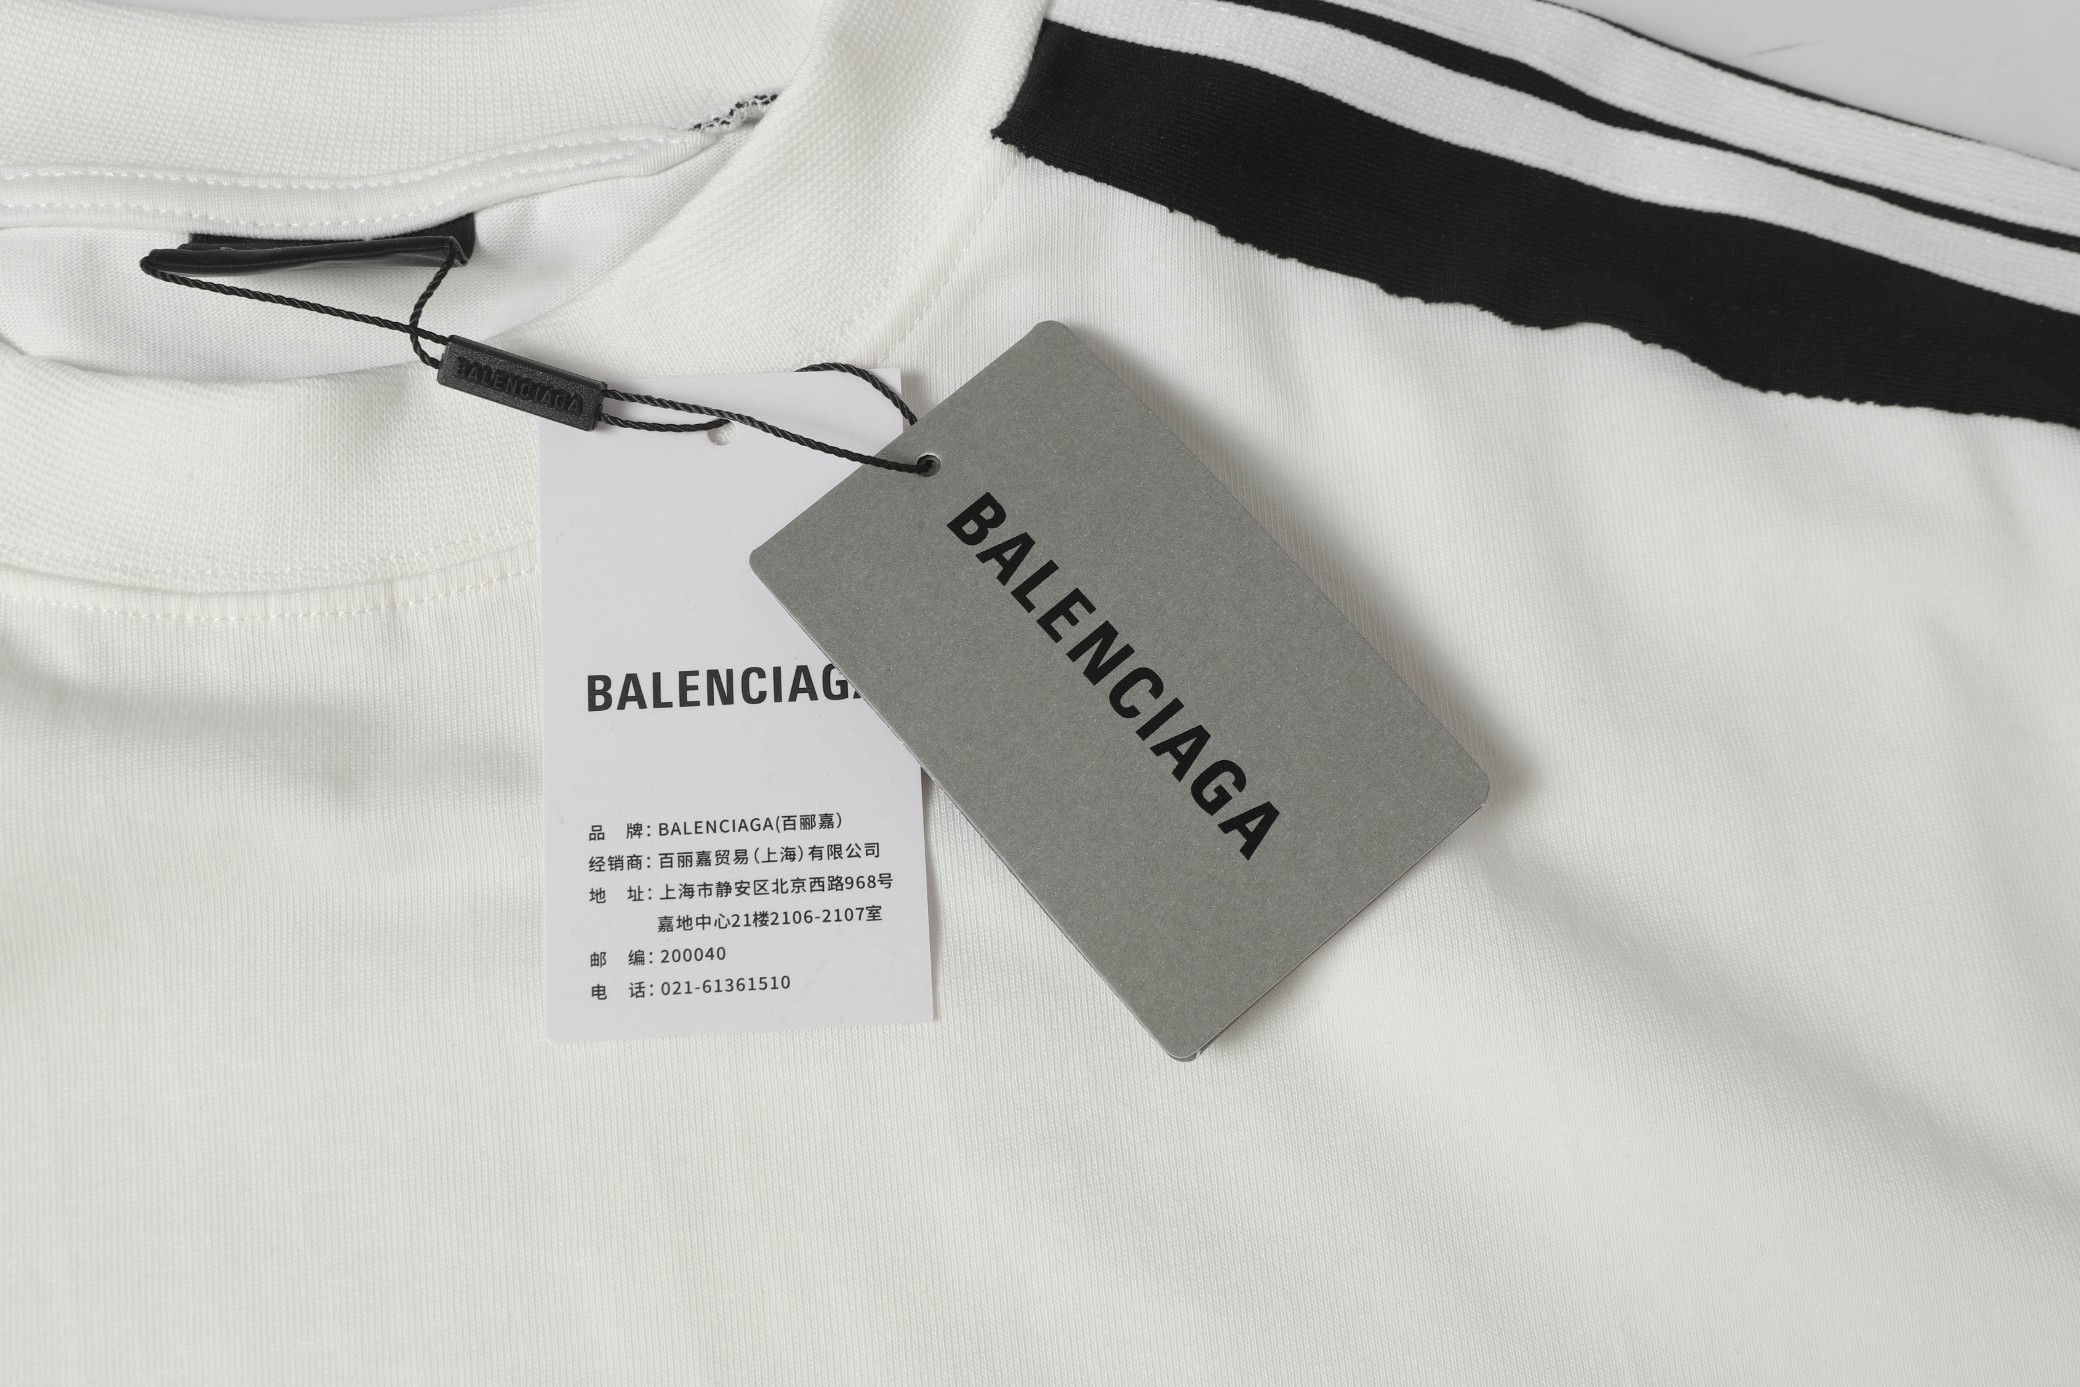 BALENCIAGA
BALENCIAGA
BALENCIAGA
品 牌：BALENCIAGA(百郦嘉)
经销商：百丽嘉贸易（上海）有限公司
地 址：上海市静安区北京西路968号
嘉地中心21楼2106-2107室
邮 编：200040
电 话：021-61361510